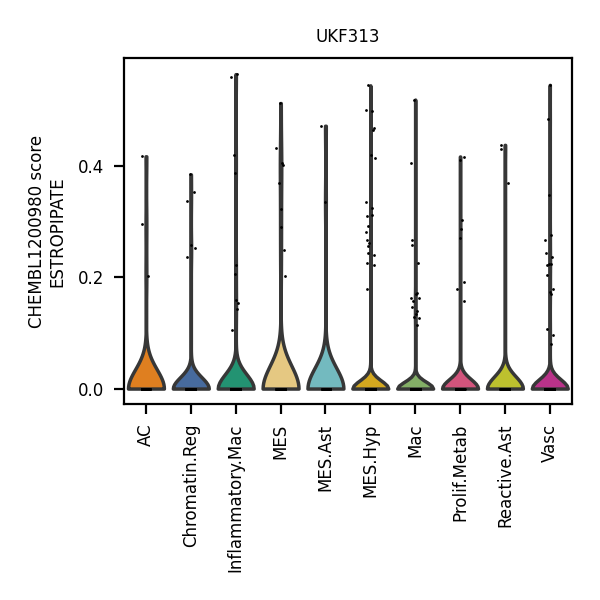 UKF313
CHEMBL1200980 score
ESTROPIPATE
0.4
0.2
0.0
AC
Chromatin.Reg
Inflammatory.Mac
MES
MES.Ast
MES.Hyp
Mac
Prolif.Metab
Reactive.Ast
Vasc